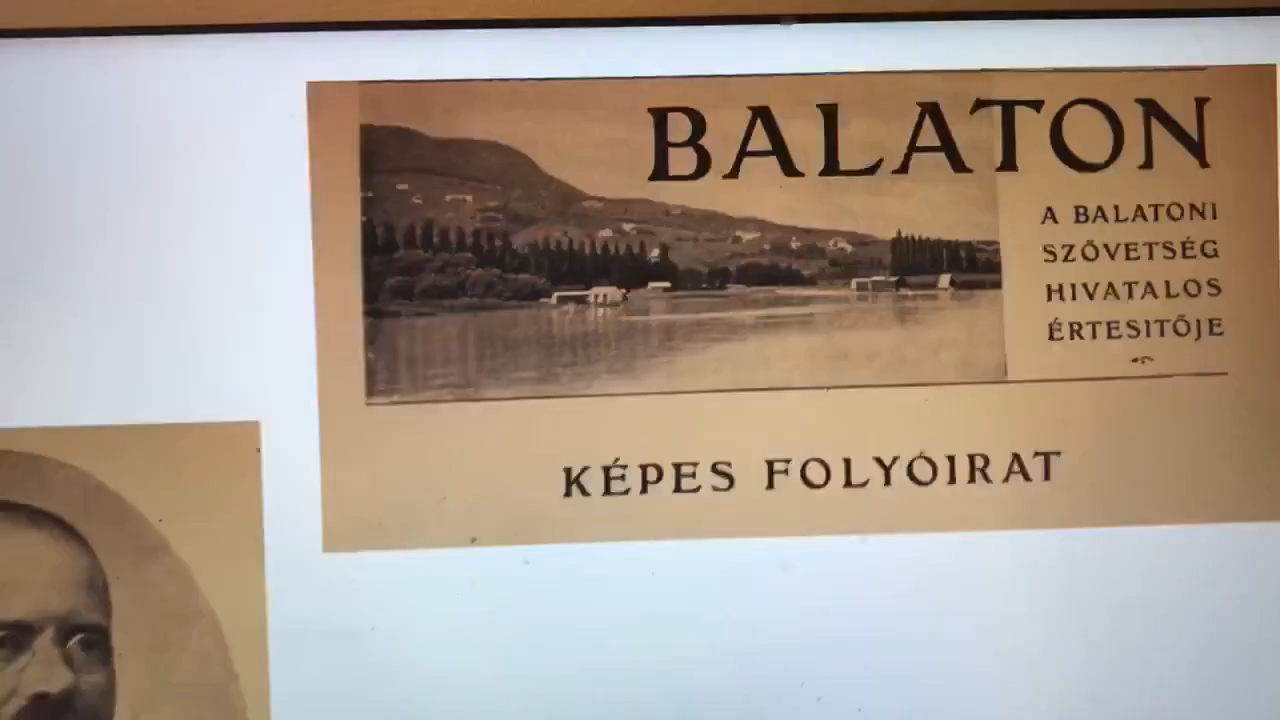 BALATON
A BALATONI
SZÖVETSÉG
HIVATALOS
ÉRTESITŐJE
KÉPES FOLYÓIRAT